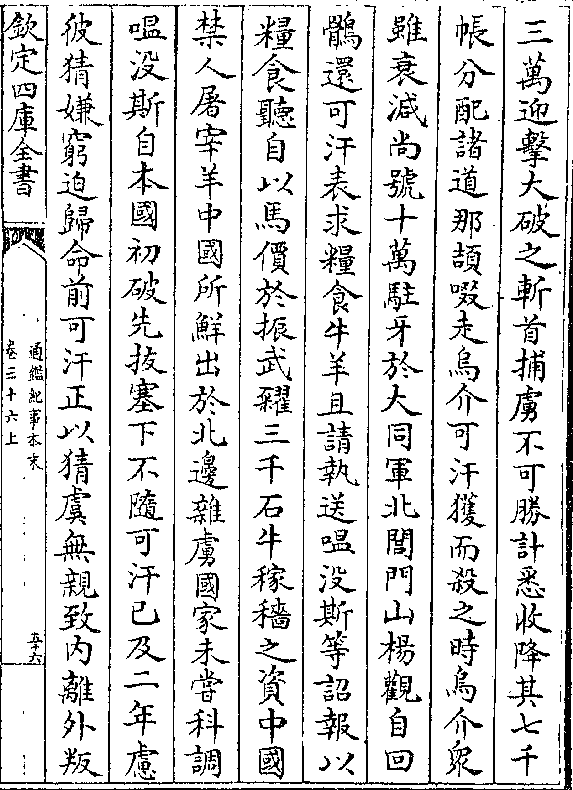 三萬迎擊大破之斬首捕虜不可勝計悉收降其七千
帳分配諸道那頡啜走烏介可汗獲而殺之時烏介衆
雖衰減尚號十萬駐牙於大同軍北閭門山楊觀自回
鶻還可汗表求糧食牛羊且請執送嗢没斯等詔報以
糧食聽自以馬價於振武糴三千石牛稼穡之資中國
禁人屠宰羊中國所鮮出於北邊雜虜國家未嘗科調
嗢没斯自本國初破先抜塞下不隨可汗已及二年慮
彼猜嫌窮迫歸命前可汗正以猜虞無親致内離外叛
欽定四庫全書
通鑑紀事本末
卷三十六上
五十六